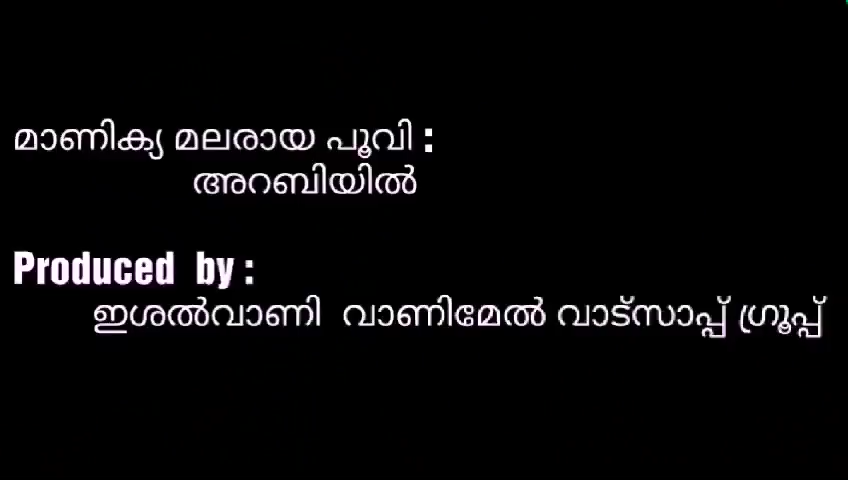 മാണിക്യ മലരായ പൂവി :
അറബിയിൽ
Produced by :
ഇശൽവാണി വാണിമേൽ വാട്സാപ്പ് ഗ്രൂപ്പ്